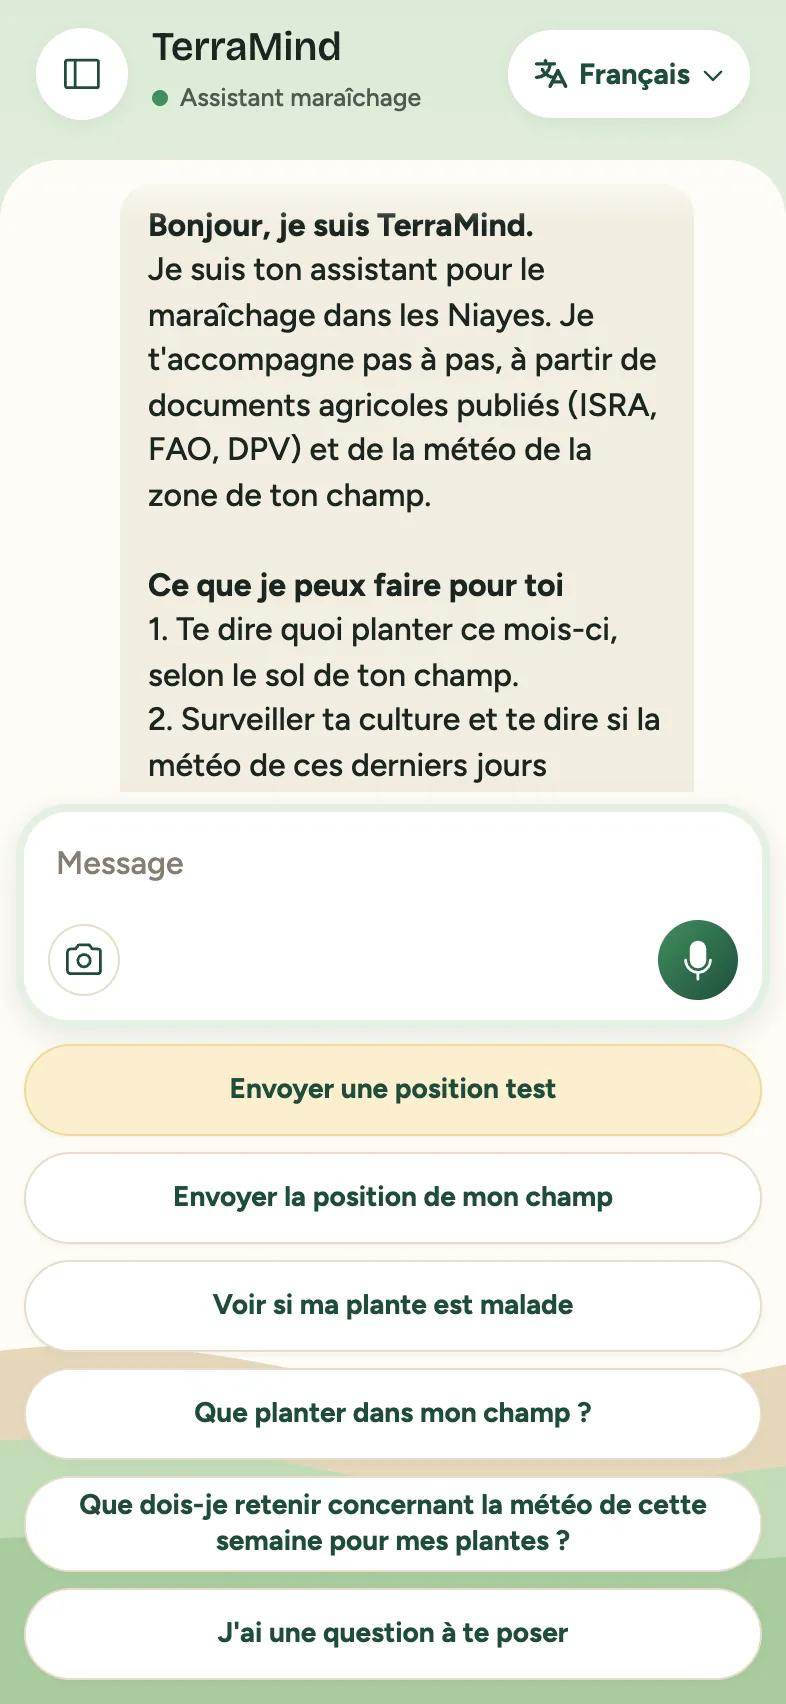 TerraMind
Assistant maraîchage
Français
Bonjour, je suis TerraMind.
Je suis ton assistant pour le
maraîchage dans les Niayes. Je
t'accompagne pas à pas, à partir de
documents agricoles publiés (ISRA,
FAO, DPV) et de la météo de la
zone de ton champ.
Ce que je peux faire pour toi
1. Te dire quoi planter ce mois-ci,
selon le sol de ton champ.
2. Surveiller ta culture et te dire si la
météo de ces derniers jours
Message
Envoyer une position test
Envoyer la position de mon champ
Voir si ma plante est malade
Que planter dans mon champ ?
Que dois-je retenir concernant la météo de cette
semaine pour mes plantes ?
J'ai une question à te poser